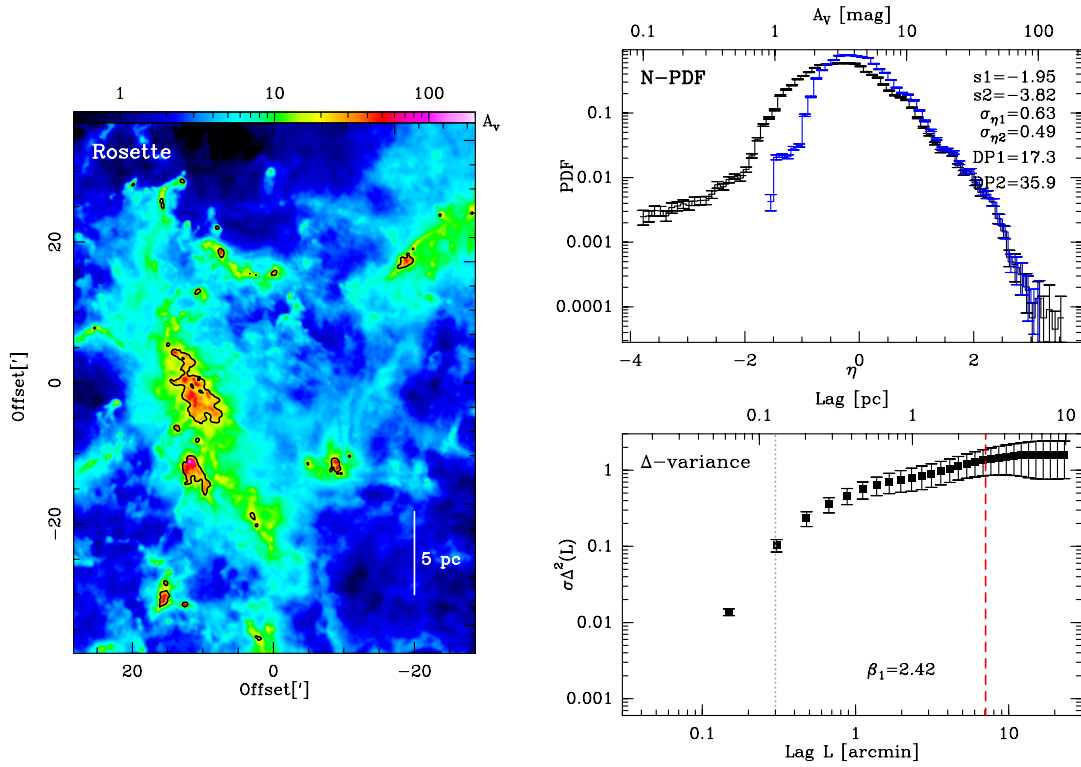 1 10 100
A_V
Rosette
20
0
−20
Offset[']
5 pc
20 0 −20
Offset[']
A_V [mag]
0.1 1 10 100
N−PDF
s1=−1.95
s2=−3.82
σ_η1=0.63
σ_η2=0.49
DP1=17.3
DP2=35.9
PDF
0.1
0.01
0.001
0.0001
−4 −2 0 2
η
Lag [pc]
0.1 1 10
Δ−variance
σΔ²(L)
1
0.1
0.01
0.001
β₁=2.42
0.1 1 10
Lag L [arcmin]